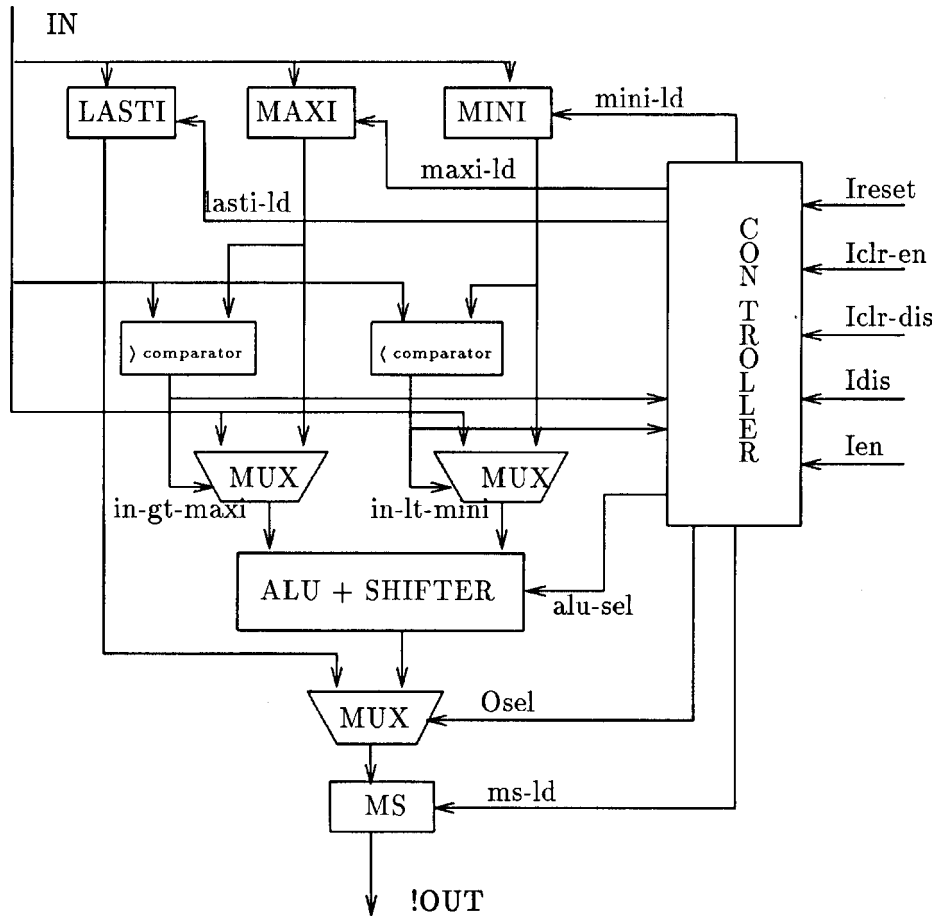 IN
LASTI
MAXI
MINI
mini-ld
maxi-ld
lasti-ld
Ireset
Iclr-en
Iclr-dis
Idis
Ien
CONTROLLER
⟩ comparator
⟨ comparator
MUX
MUX
in-gt-maxi
in-lt-mini
ALU + SHIFTER
alu-sel
MUX
Osel
MS
ms-ld
!OUT